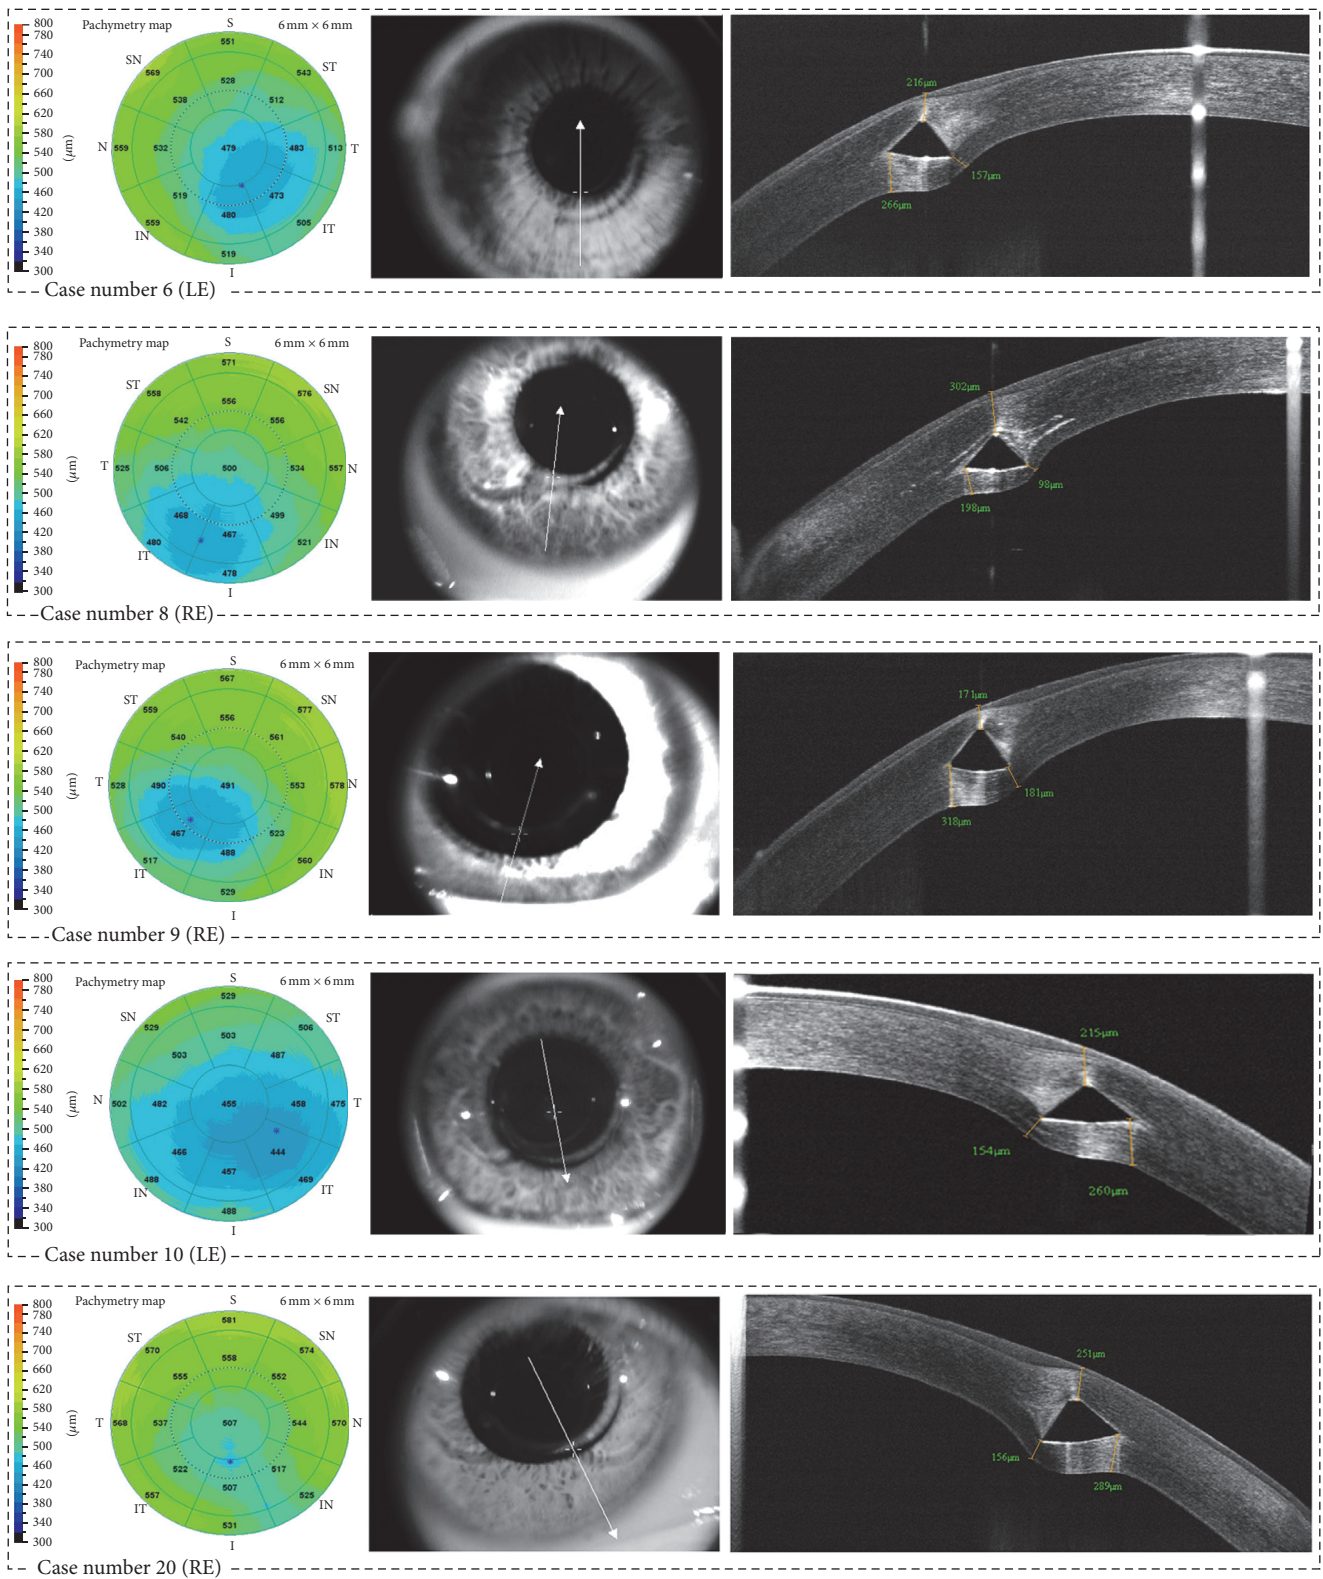 800
780
740
700
660
620
580
540
500
460
420
380
340
300
(μm)
Pachymetry map
6 mm × 6 mm
S
SN
ST
N
T
IN
IT
I
551
569
543
528
538
512
559
532
479
483
513
519
473
480
559
505
519
216μm
157μm
266μm
Case number 6 (LE)
800
780
740
700
660
620
580
540
500
460
420
380
340
300
(μm)
Pachymetry map
6 mm × 6 mm
S
ST
SN
T
N
IT
IN
I
571
558
576
556
542
556
525
506
500
534
557
468
499
467
480
521
478
302μm
98μm
198μm
Case number 8 (RE)
800
780
740
700
660
620
580
540
500
460
420
380
340
300
(μm)
Pachymetry map
6 mm × 6 mm
S
ST
SN
T
N
IT
IN
I
567
559
577
556
540
561
528
490
491
553
578
467
523
488
517
560
529
171μm
181μm
318μm
Case number 9 (RE)
800
780
740
700
660
620
580
540
500
460
420
380
340
300
(μm)
Pachymetry map
6 mm × 6 mm
S
SN
ST
N
T
IN
IT
I
529
529
506
503
503
487
502
482
455
458
475
466
444
457
488
469
488
215μm
154μm
260μm
Case number 10 (LE)
800
780
740
700
660
620
580
540
500
460
420
380
340
300
(μm)
Pachymetry map
6 mm × 6 mm
S
ST
SN
T
N
IT
IN
I
581
570
574
558
555
552
568
537
507
544
570
522
517
507
557
525
531
251μm
156μm
289μm
Case number 20 (RE)